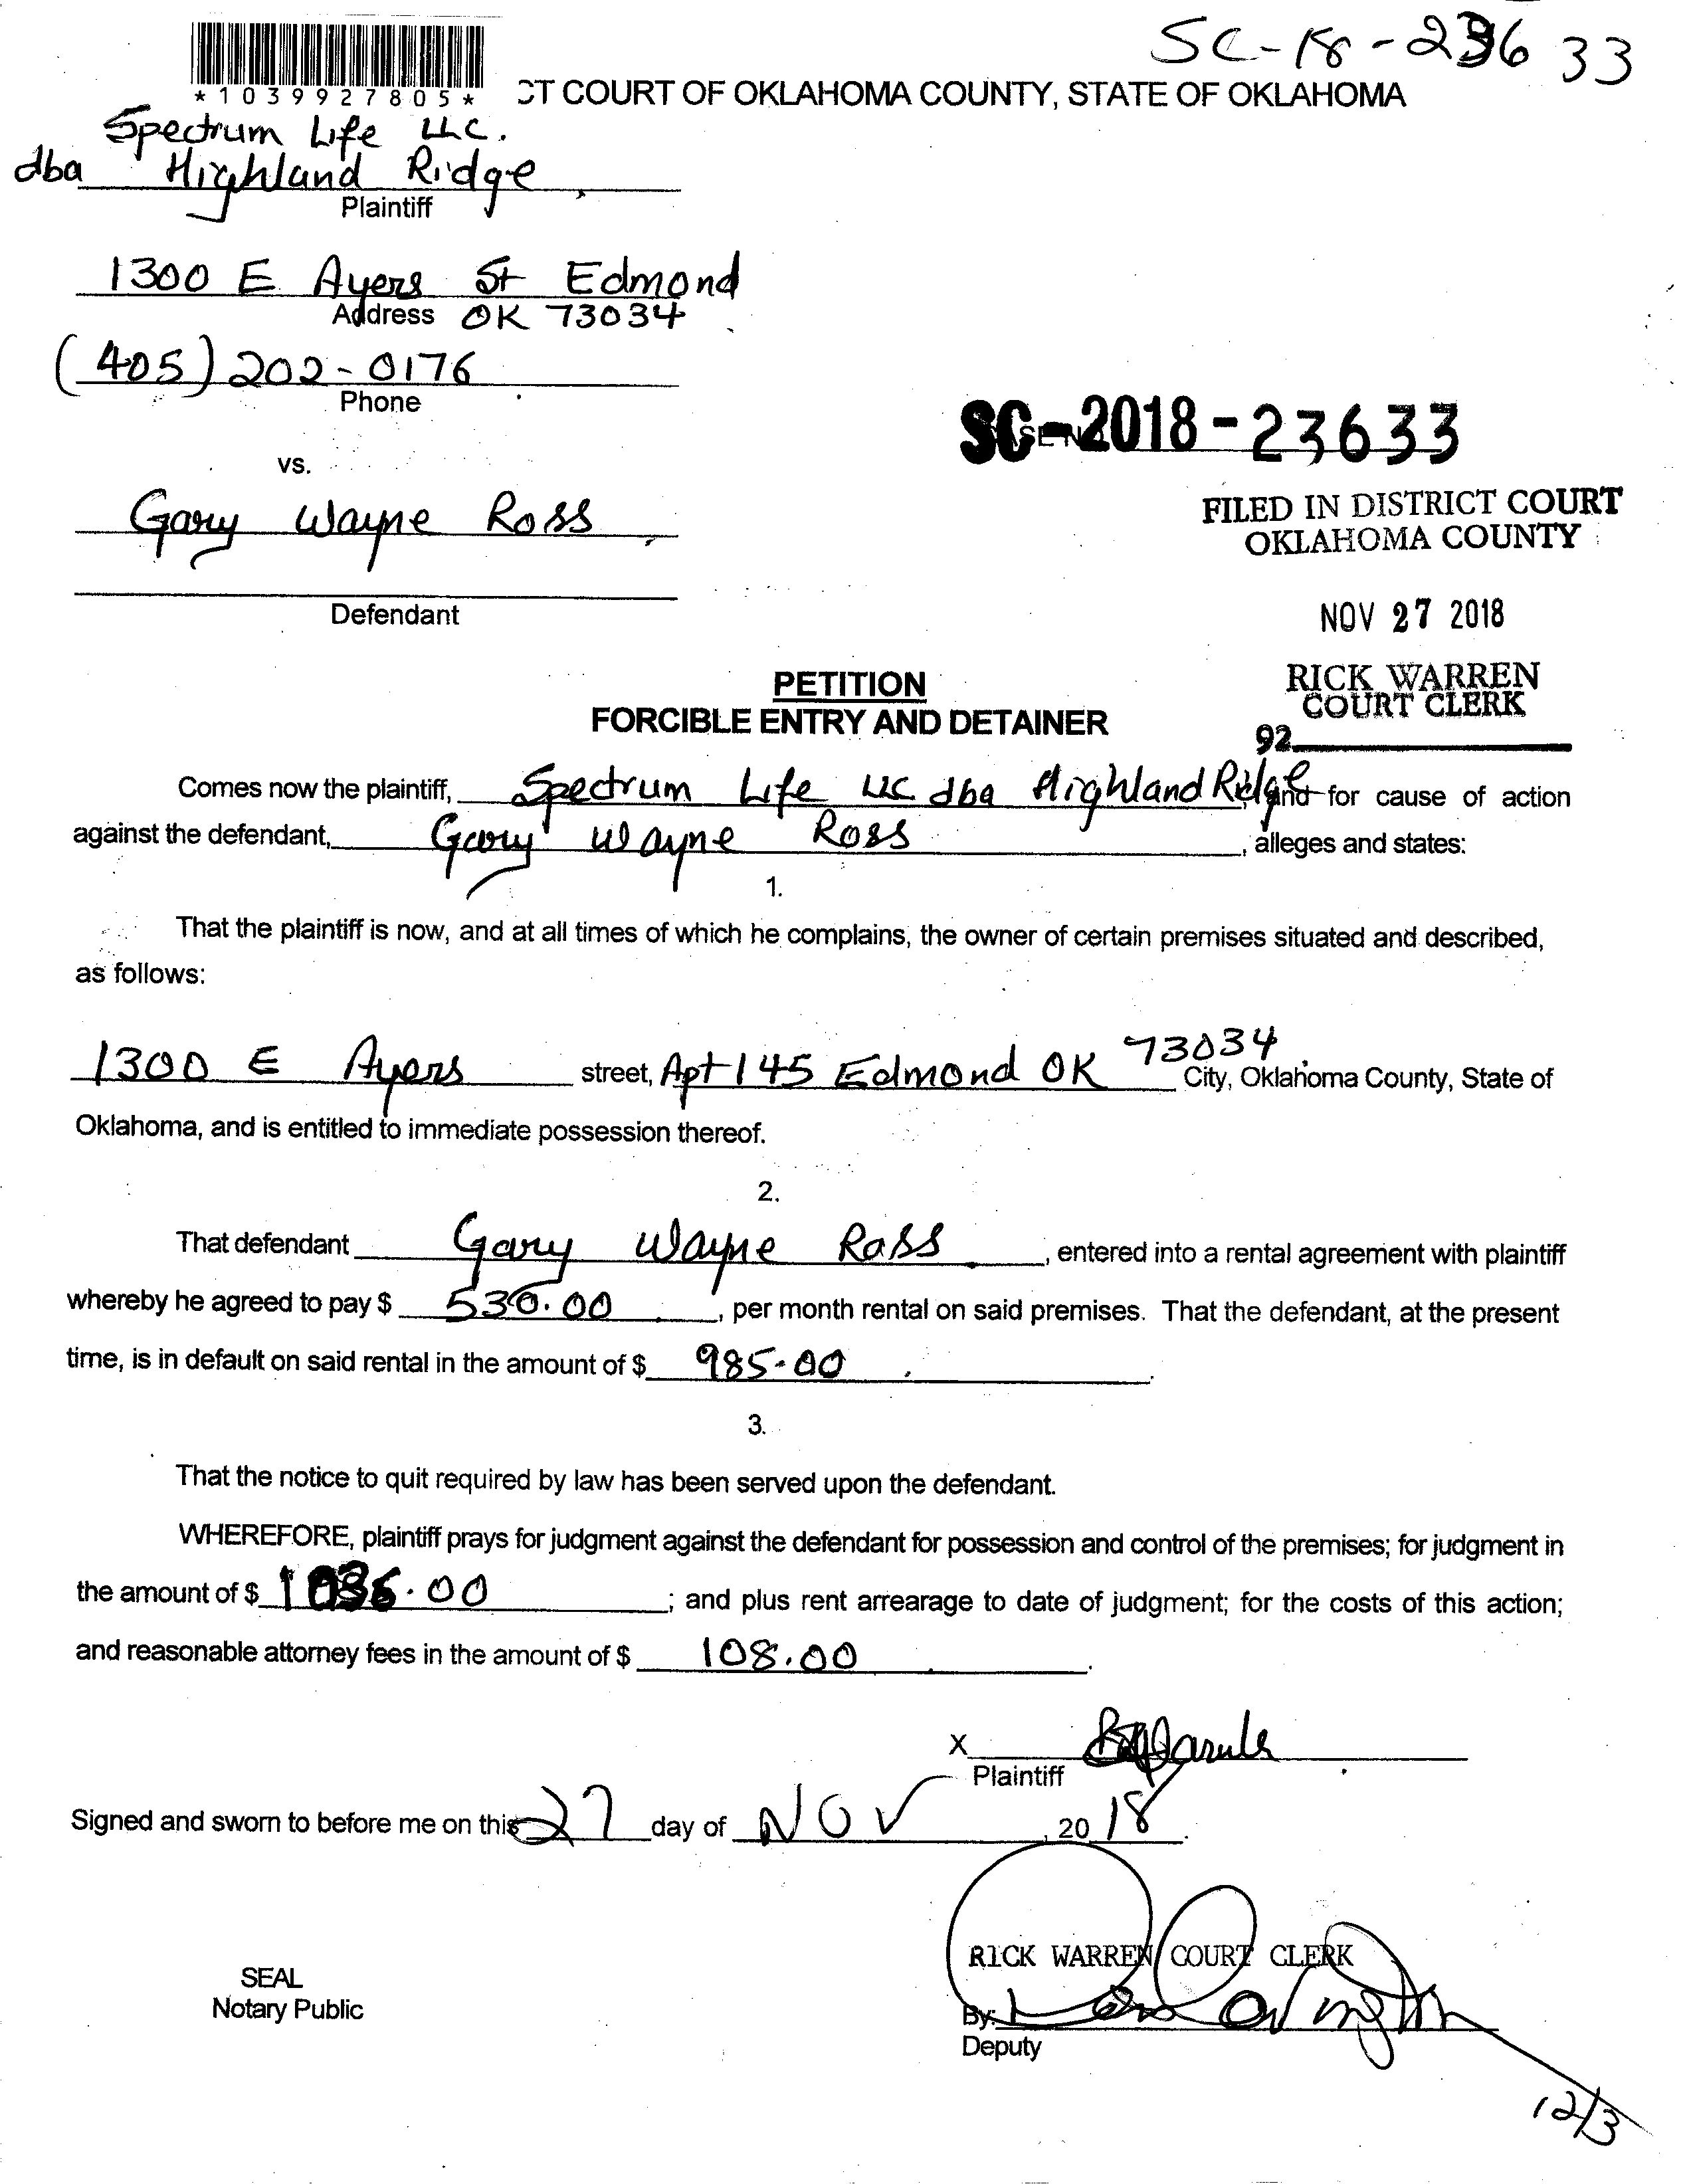 SC-18-23633
*1039927805*
CT COURT OF OKLAHOMA COUNTY, STATE OF OKLAHOMA
Spectrum Life LLC.
dba Highland Ridge,
Plaintiff
1300 E Ayers St Edmond
Address OK 73034
(405) 202-0176
Phone
SC-2018-23633
vs.
Gary Wayne Ross,
FILED IN DISTRICT COURT
OKLAHOMA COUNTY
Defendant
NOV 27 2018
RICK WARREN
COURT CLERK
92
PETITION
FORCIBLE ENTRY AND DETAINER
Comes now the plaintiff, Spectrum Life LLC dba Highland Ridge, and for cause of action
against the defendant, Gary Wayne Ross, alleges and states:
1.
That the plaintiff is now, and at all times of which he complains, the owner of certain premises situated and described,
as follows:
1300 E Ayers street, Apt 145 Edmond OK 73034 City, Oklahoma County, State of
Oklahoma, and is entitled to immediate possession thereof.
2.
That defendant Gary Wayne Ross, entered into a rental agreement with plaintiff
whereby he agreed to pay $ 530.00, per month rental on said premises. That the defendant, at the present
time, is in default on said rental in the amount of $ 985.00.
3.
That the notice to quit required by law has been served upon the defendant.
WHEREFORE, plaintiff prays for judgment against the defendant for possession and control of the premises; for judgment in
the amount of $ ; and plus rent arrearage to date of judgment; for the costs of this action;
and reasonable attorney fees in the amount of $ 108.00.
X
Plaintiff
Signed and sworn to before me on this 27 day of NOV, 2018.
RICK WARREN COURT CLERK
SEAL
Notary Public
By:
Deputy
12/3